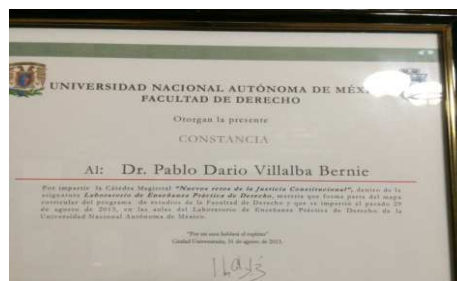 UNIVERSIDAD NACIONAL AUTÓNOMA DE MÉX
FACULTAD DE DERECHO
Otorgan la presente
CONSTANCIA
Al: Dr. Pablo Dario Villalba Bernie
Por impartir la Cátedra Magistral "Nuevos retos de la Justicia Constitucional", dentro de la
asignatura Laboratorio de Enseñanza Práctica de Derecho, materia que forma parte del mapa
curricular del programa de estudios de la Facultad de Derecho y que se impartió el pasado 29
de agosto de 2013, en las aulas del Laboratorio de Enseñanza Práctica de Derecho de la
Universidad Nacional Autónoma de México.
"Por mi raza hablará el espíritu"
Ciudad Universitaria, 31 de agosto de 2013.